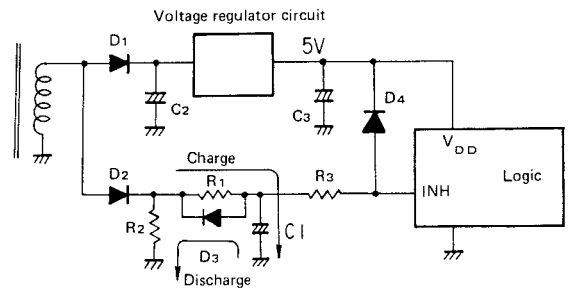 Voltage regulator circuit
D1
5V
C2
C3
D4
VDD
Logic
INH
D2
Charge
R1
R3
R2
C1
D3
Discharge